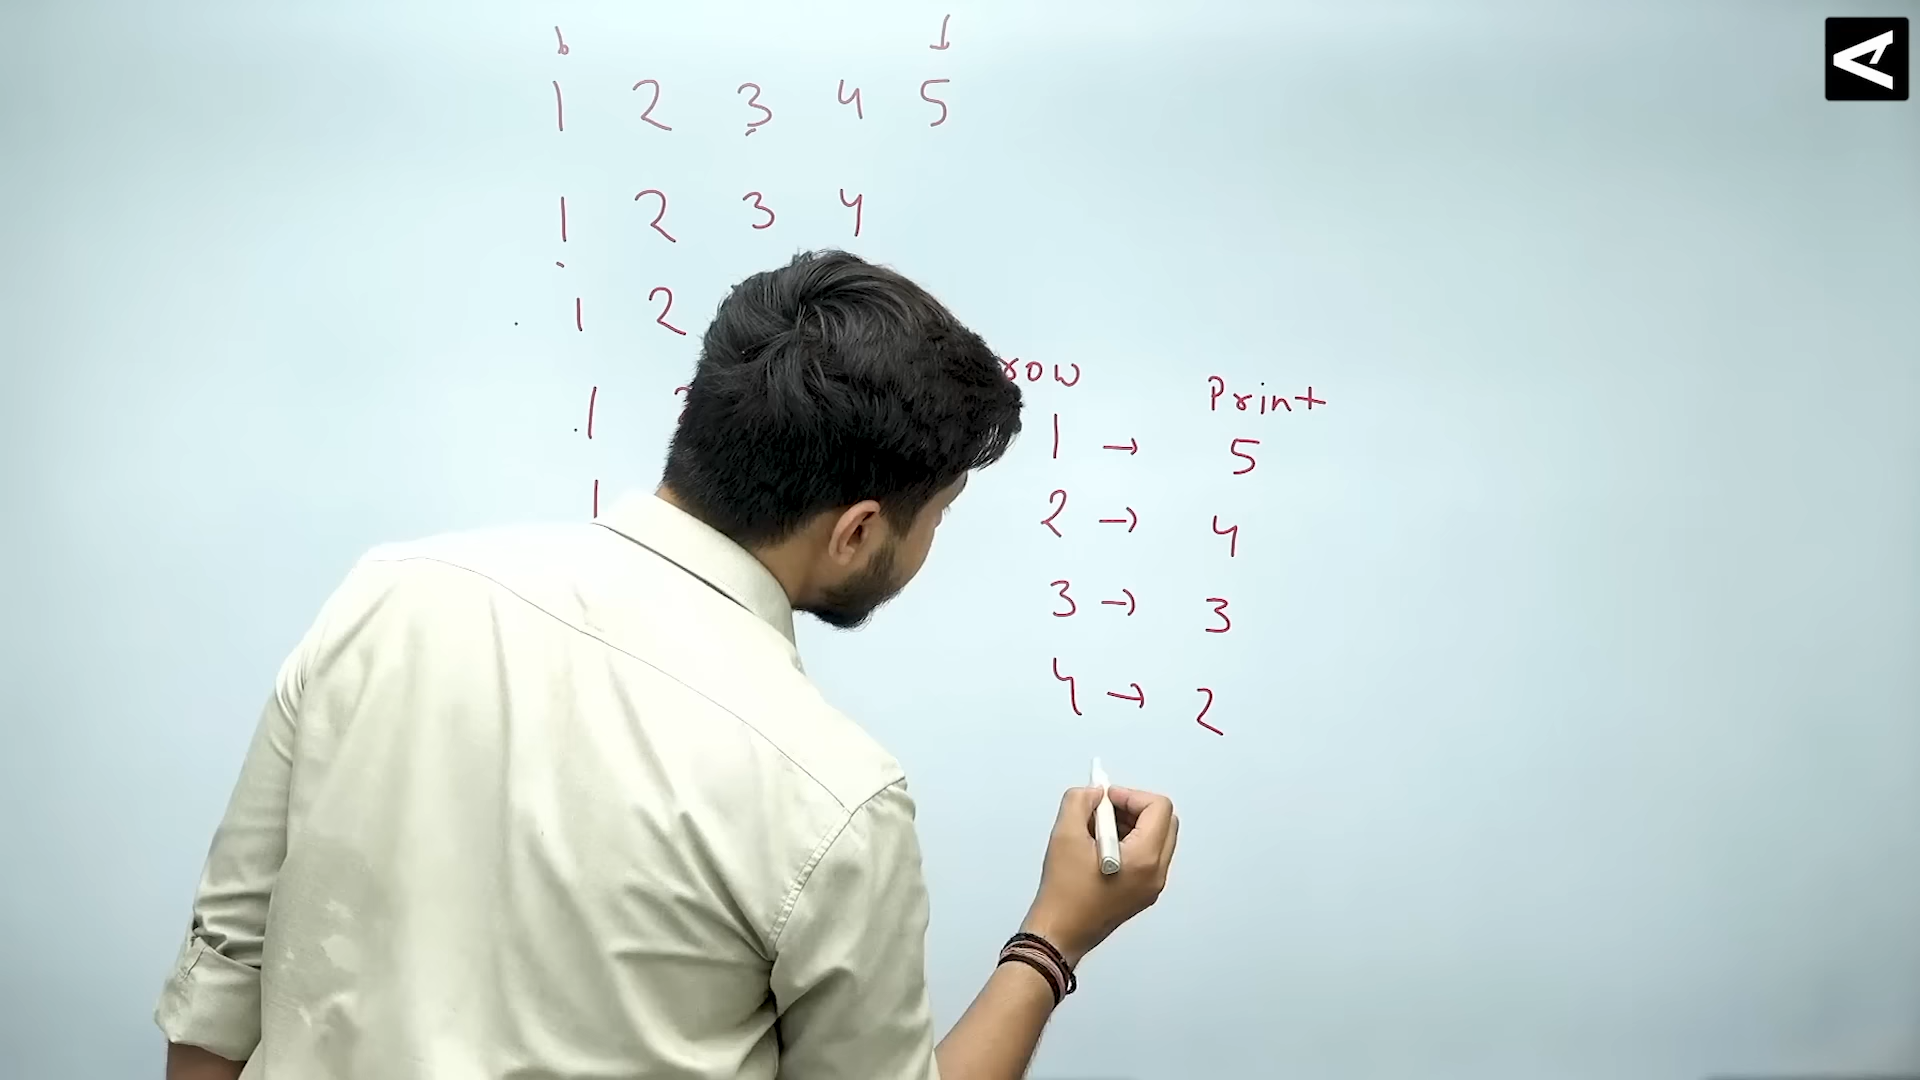 1 2 3 4 5
1 2 3 4
1 2
1
1
row Print
1 → 5
2 → 4
3 → 3
4 → 2